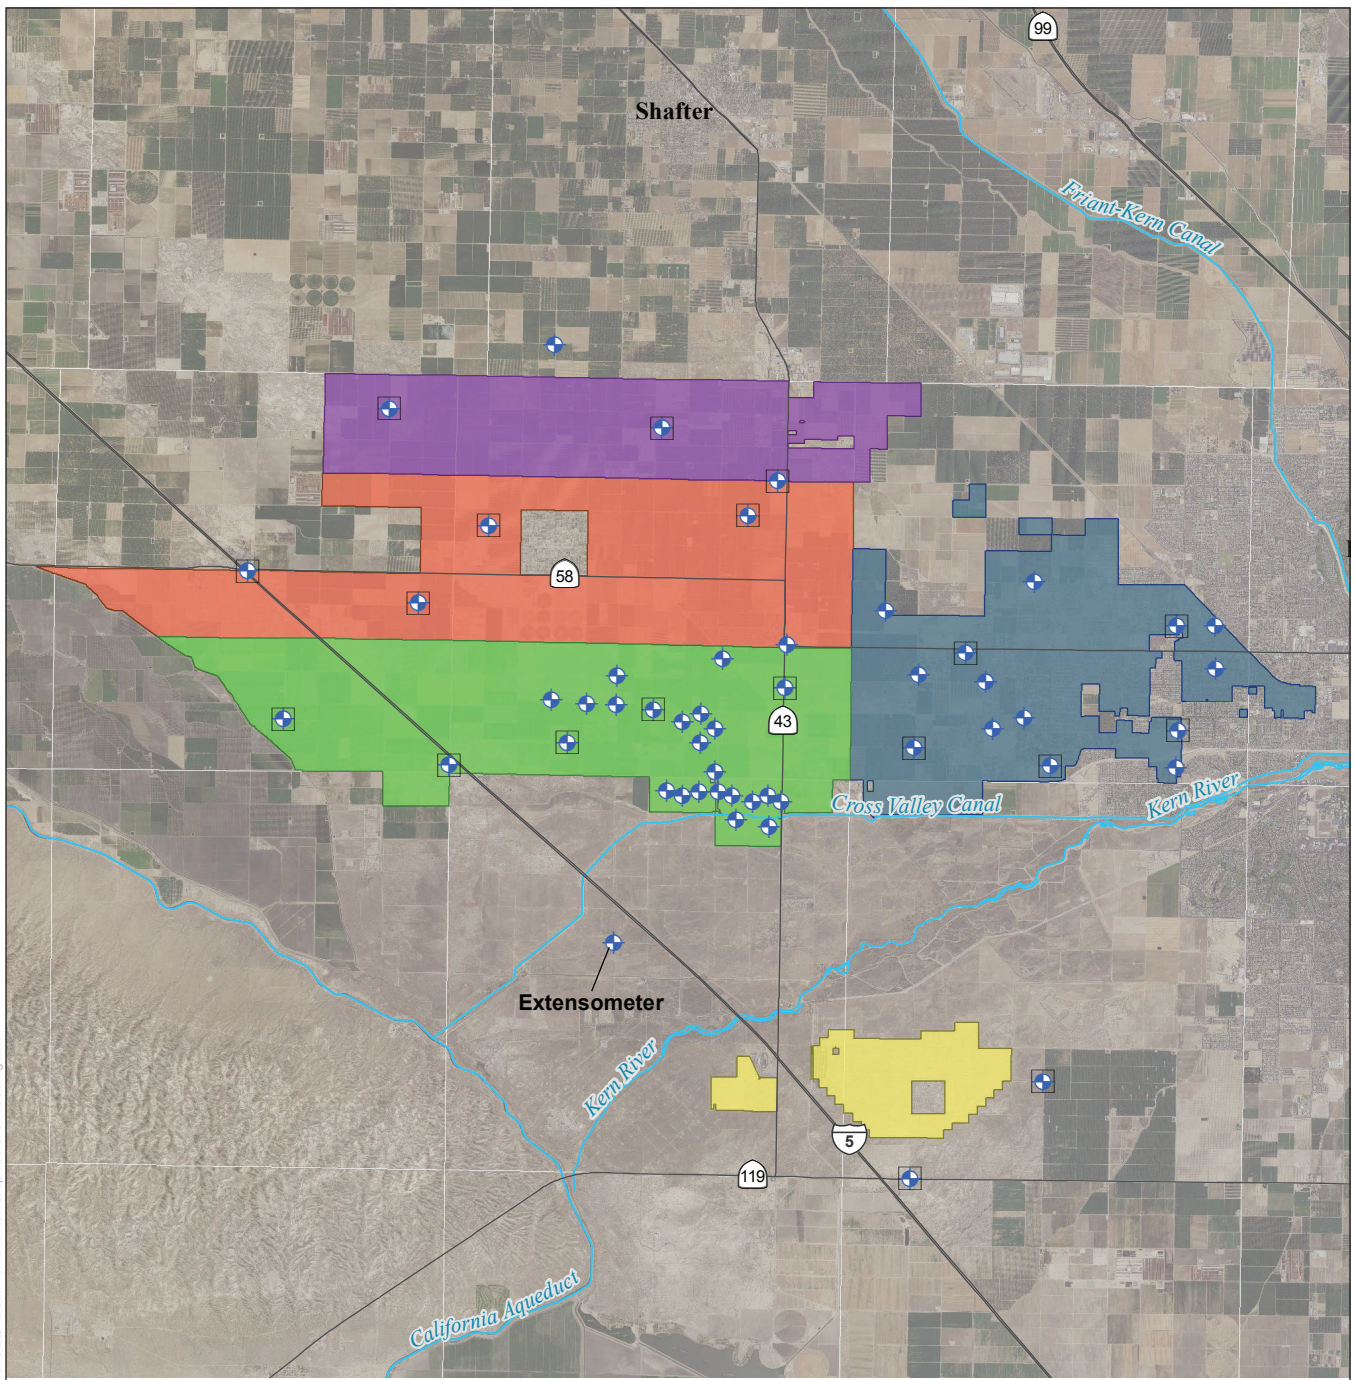 99
Shafter
Friant-Kern Canal
58
43
Cross Valley Canal
Kern River
Extensometer
Kern River
5
119
California Aqueduct